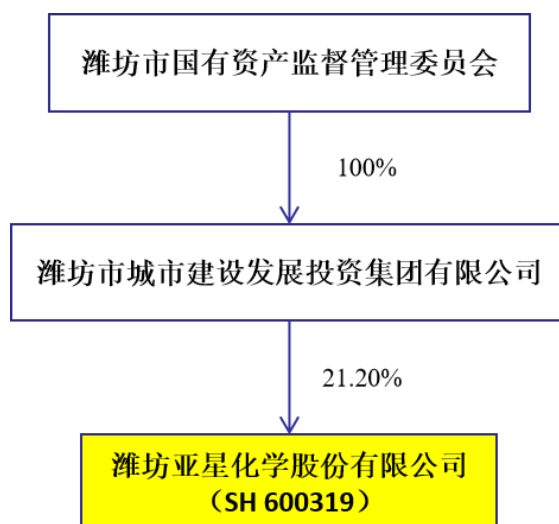 潍坊市国有资产监督管理委员会
100%
潍坊市城市建设发展投资集团有限公司
21.20%
潍坊亚星化学股份有限公司
（SH 600319）